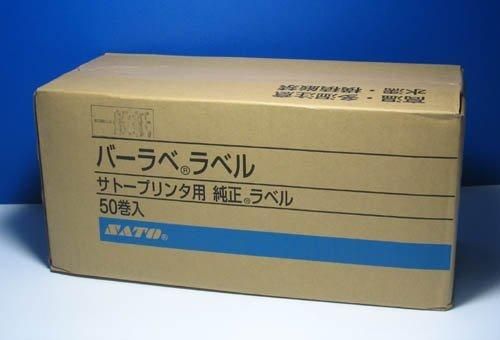 バーラベ®ラベル
サトープリンタ用 純正®ラベル
50巻入
SATO®
高温・多湿注意
水濡・横積厳禁